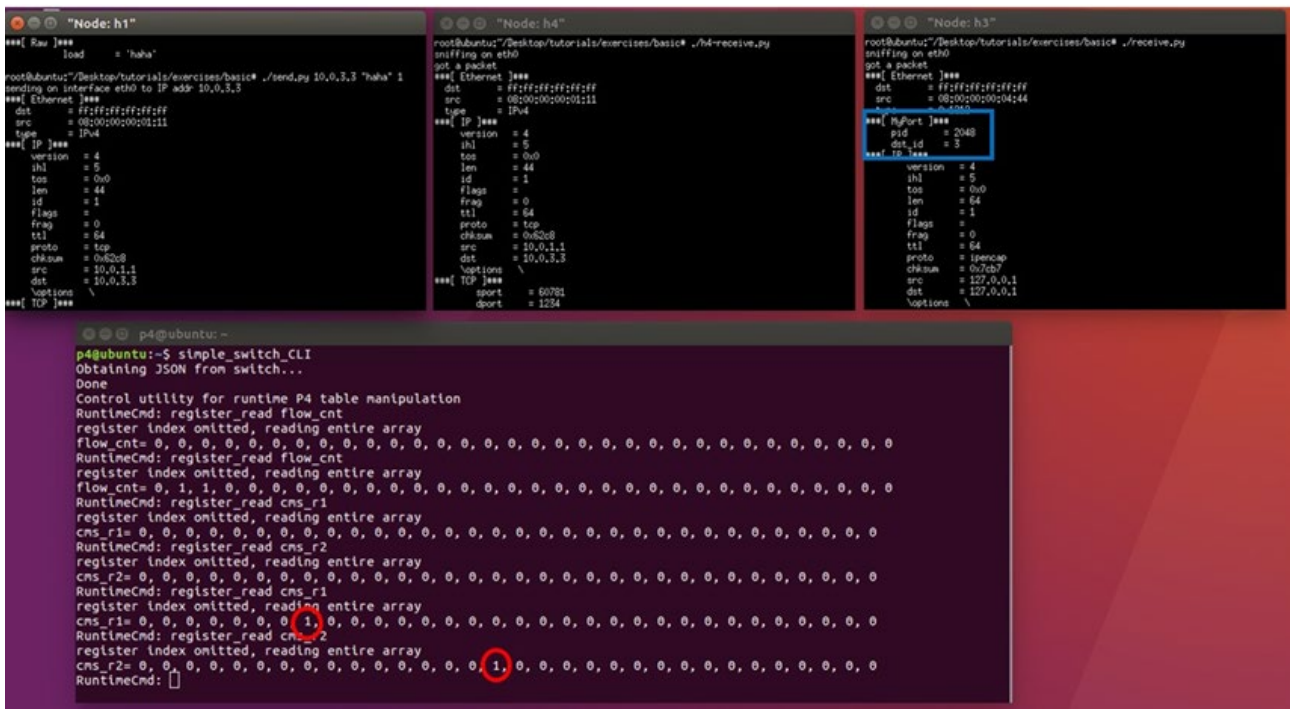 "Node: h1"
###[ Raw ]###
load = 'haha'
root@ubuntu:~/Desktop/tutorials/exercises/basic# ./send.py 10.0.3.3 "haha" 1
sending on interface eth0 to IP addr 10.0.3.3
###[ Ethernet ]###
dst = ff:ff:ff:ff:ff:ff
src = 08:00:00:00:01:11
type = IPv4
###[ IP ]###
version = 4
ihl = 5
tos = 0x0
len = 44
id = 1
flags =
frag = 0
ttl = 64
proto = tcp
chksum = 0x62c8
src = 10.0.1.1
dst = 10.0.3.3
\options \
###[ TCP ]###
"Node: h4"
root@ubuntu:~/Desktop/tutorials/exercises/basic# ./h4-receive.py
sniffing on eth0
got a packet
###[ Ethernet ]###
dst = ff:ff:ff:ff:ff:ff
src = 08:00:00:00:01:11
type = IPv4
###[ IP ]###
version = 4
ihl = 5
tos = 0x0
len = 44
id = 1
flags =
frag = 0
ttl = 64
proto = tcp
chksum = 0x62c8
src = 10.0.1.1
dst = 10.0.3.3
\options \
###[ TCP ]###
sport = 60781
dport = 1234
"Node: h3"
root@ubuntu:~/Desktop/tutorials/exercises/basic# ./receive.py
sniffing on eth0
got a packet
###[ Ethernet ]###
dst = ff:ff:ff:ff:ff:ff
src = 08:00:00:00:04:44
###[ MyPort ]###
pid = 2048
dst_id = 3
###[ IP ]###
version = 4
ihl = 5
tos = 0x0
len = 64
id = 1
flags =
frag = 0
ttl = 64
proto = ipencap
chksum = 0x7cb7
src = 127.0.0.1
dst = 127.0.0.1
\options \
p4@ubuntu: ~
p4@ubuntu:~$ simple_switch_CLI
Obtaining JSON from switch...
Done
Control utility for runtime P4 table manipulation
RuntimeCmd: register_read flow_cnt
register index omitted, reading entire array
flow_cnt= 0, 0, 0, 0, 0, 0, 0, 0, 0, 0, 0, 0, 0, 0, 0, 0, 0, 0, 0, 0, 0, 0, 0, 0, 0, 0, 0, 0, 0, 0, 0, 0
RuntimeCmd: register_read flow_cnt
register index omitted, reading entire array
flow_cnt= 0, 1, 1, 0, 0, 0, 0, 0, 0, 0, 0, 0, 0, 0, 0, 0, 0, 0, 0, 0, 0, 0, 0, 0, 0, 0, 0, 0, 0, 0, 0, 0
RuntimeCmd: register_read cms_r1
register index omitted, reading entire array
cms_r1= 0, 0, 0, 0, 0, 0, 0, 0, 0, 0, 0, 0, 0, 0, 0, 0, 0, 0, 0, 0, 0, 0, 0, 0, 0, 0, 0, 0, 0, 0, 0, 0
RuntimeCmd: register_read cms_r2
register index omitted, reading entire array
cms_r2= 0, 0, 0, 0, 0, 0, 0, 0, 0, 0, 0, 0, 0, 0, 0, 0, 0, 0, 0, 0, 0, 0, 0, 0, 0, 0, 0, 0, 0, 0, 0, 0
RuntimeCmd: register_read cms_r1
register index omitted, reading entire array
cms_r1= 0, 0, 0, 0, 0, 0, 0, 1, 0, 0, 0, 0, 0, 0, 0, 0, 0, 0, 0, 0, 0, 0, 0, 0, 0, 0, 0, 0, 0, 0, 0, 0
RuntimeCmd: register_read cms_r2
register index omitted, reading entire array
cms_r2= 0, 0, 0, 0, 0, 0, 0, 0, 0, 0, 0, 0, 0, 0, 0, 1, 0, 0, 0, 0, 0, 0, 0, 0, 0, 0, 0, 0, 0, 0, 0, 0
RuntimeCmd: